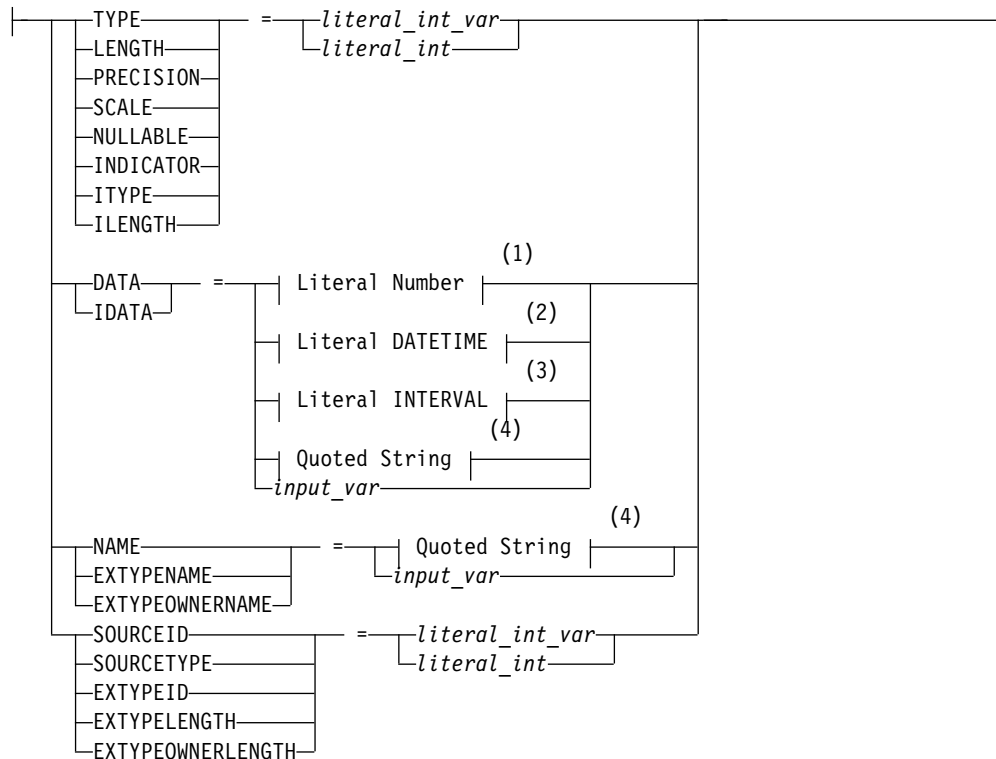 TYPE = literal_int_var
LENGTH literal_int
PRECISION
SCALE
NULLABLE
INDICATOR
ITYPE
ILENGTH
(1)
DATA = Literal Number
IDATA
(2)
Literal DATETIME
(3)
Literal INTERVAL
(4)
Quoted String
input_var
(4)
NAME = Quoted String
EXTYPENAME input_var
EXTYPEOWNERNAME
SOURCEID = literal_int_var
SOURCETYPE literal_int
EXTYPEID
EXTYPELENGTH
EXTYPEOWNERLENGTH